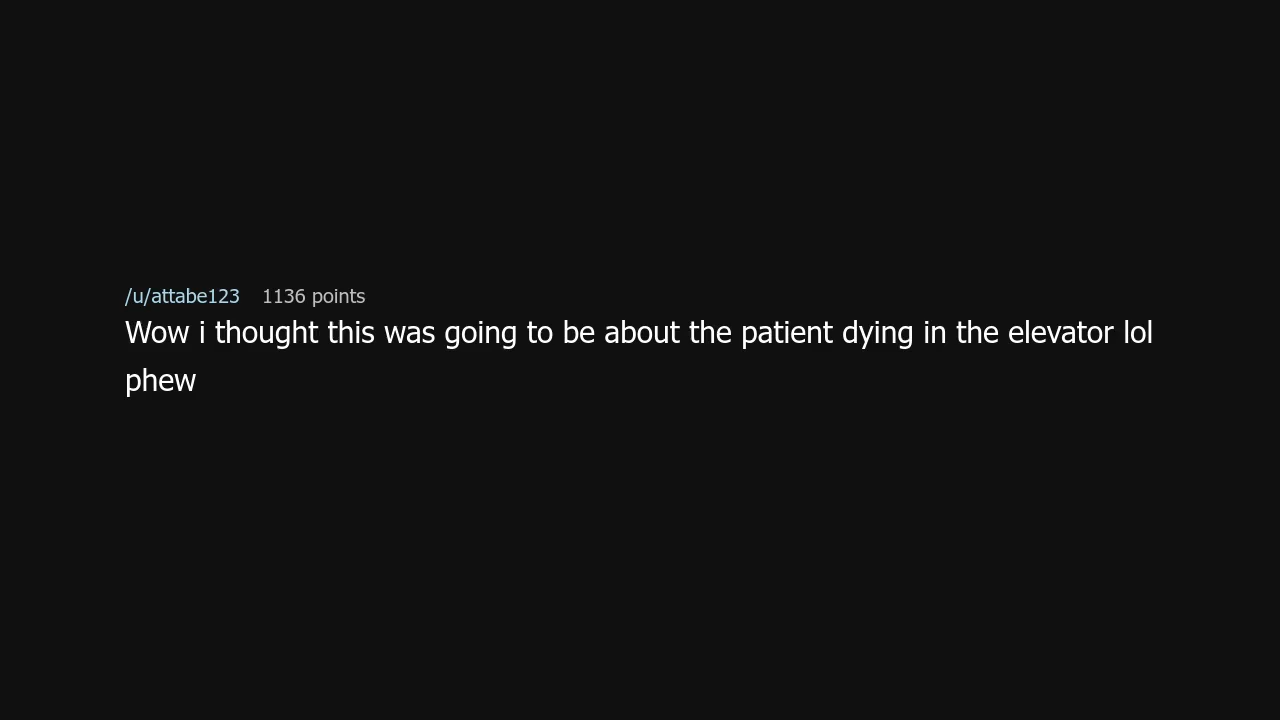 /u/attabe123 1136 points
Wow i thought this was going to be about the patient dying in the elevator lol
phew